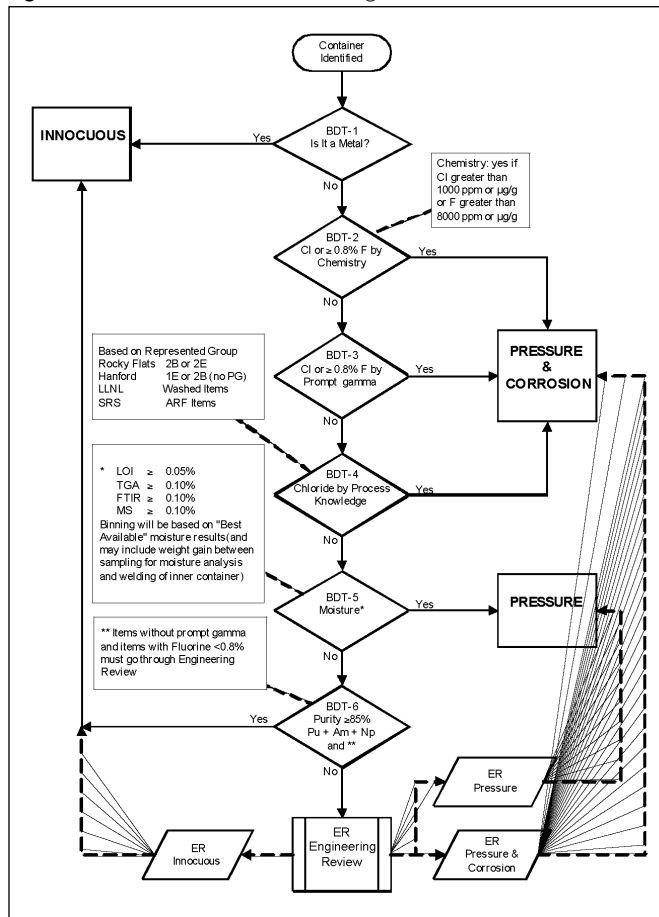 Container
Identified
BDT-1
Is It a Metal?
Yes
INNOCUOUS
No
Chemistry: yes if
Cl greater than
1000 ppm or µg/g
or F greater than
8000 ppm or µg/g
BDT-2
Cl or ≥ 0.8% F by
Chemistry
Yes
No
BDT-3
Cl or ≥ 0.8% F by
Prompt gamma
Yes
PRESSURE
& CORROSION
No
Based on Represented Group
Rocky Flats 2B or 2E
Hanford 1E or 2B (no PG)
LLNL Washed Items
SRS ARF Items
BDT-4
Chloride by Process
Knowledge
Yes
No
* LOI ≥ 0.05%
TGA ≥ 0.10%
FTIR ≥ 0.10%
MS ≥ 0.10%
Binning will be based on "Best
Available" moisture results(and
may include weight gain between
sampling for moisture analysis
and welding of inner container)
BDT-5
Moisture*
Yes
PRESSURE
No
** Items without prompt gamma
and items with Fluorine <0.8%
must go through Engineering
Review
BDT-6
Purity ≥85%
Pu + Am + Np
and **
Yes
No
ER
Pressure
ER
Innocuous
ER
Engineering
Review
ER
Pressure &
Corrosion